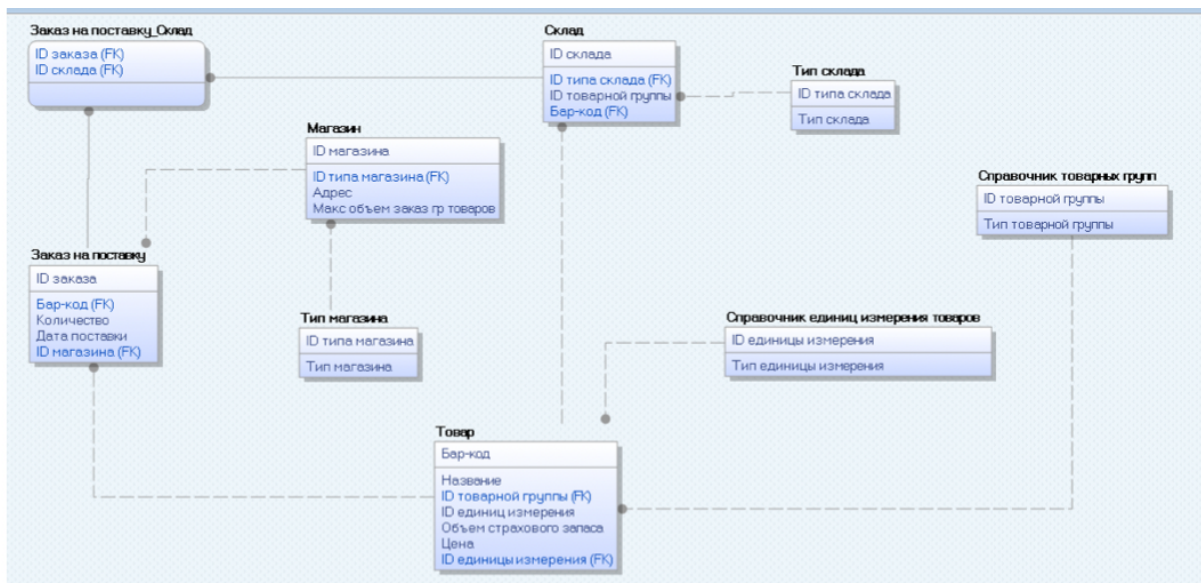 Заказ на поставку_Склад
ID заказа (FK)
ID склада (FK)
Склад
ID склада
ID типа склада (FK)
ID товарной группы
Бар-код (FK)
Тип склада
ID типа склада
Тип склада
Магазин
ID магазина
ID типа магазина (FK)
Адрес
Макс объем заказ гр товаров
Справочник товарных групп
ID товарной группы
Тип товарной группы
Заказ на поставку
ID заказа
Бар-код (FK)
Количество
Дата поставки
ID магазина (FK)
Тип магазина
ID типа магазина
Тип магазина
Справочник единиц измерения товаров
ID единицы измерения
Тип единицы измерения
Товар
Бар-код
Название
ID товарной группы (FK)
ID единиц измерения
Объем страхового запаса
Цена
ID единицы измерения (FK)